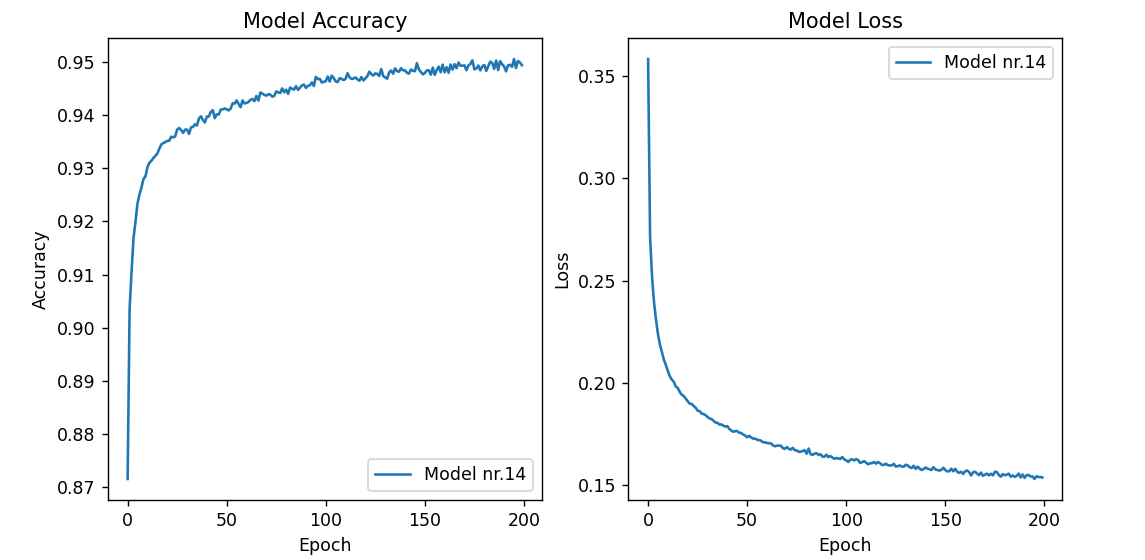 Model Accuracy
0.95
0.94
0.93
0.92
0.91
0.90
0.89
0.88
0.87
Accuracy
Model nr.14
0 50 100 150 200
Epoch
Model Loss
Model nr.14
0.35
0.30
0.25
0.20
0.15
Loss
0 50 100 150 200
Epoch